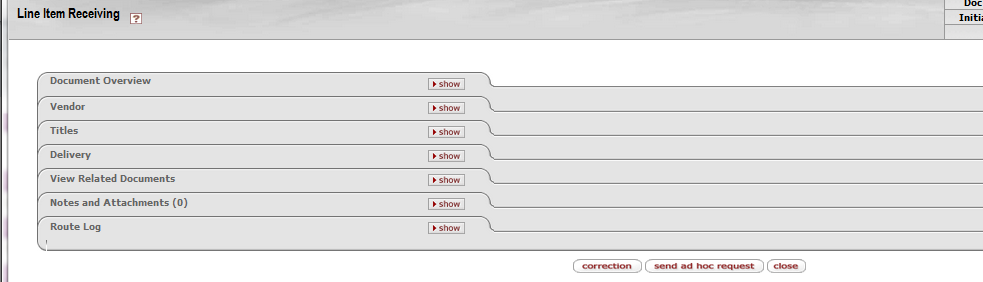 Line Item Receiving ?
Doc
Initia
Document Overview show
Vendor show
Titles show
Delivery show
View Related Documents show
Notes and Attachments (0) show
Route Log show
correction send ad hoc request close